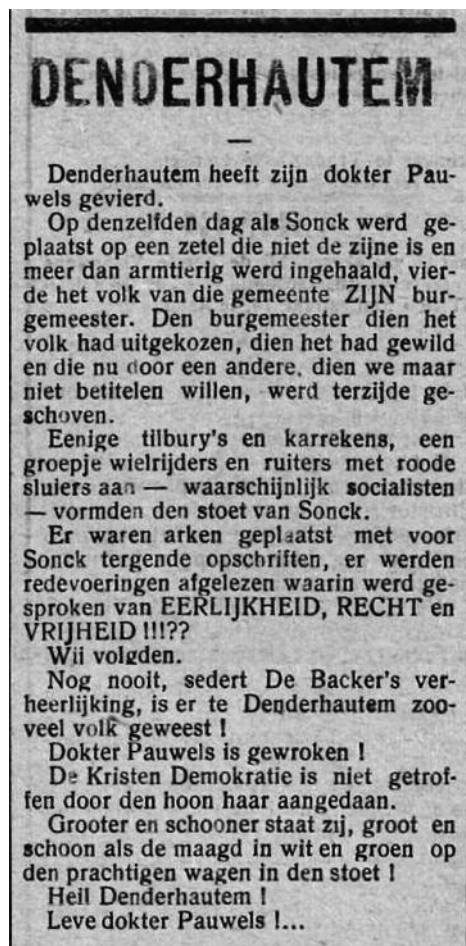 DENDERHAUTEM
—
Denderhautem heeft zijn dokter Pau-
wels gevierd.
Op denzelfden dag als Sonck werd ge-
plaatst op een zetel die niet de zijne is en
meer dan armtierig werd ingehaald, vier-
de het volk van die gemeente ZIJN bur-
gemeester. Den burgemeester dien het
volk had uitgekozen, dien het had gewild
en die nu door een andere, dien we maar
niet betitelen willen, werd terzijde ge-
schoven.
Eenige tilbury's en karrekens, een
groepje wielrijders en ruiters met roode
sluiers aan — waarschijnlijk socialisten
— vormden den stoet van Sonck.
Er waren arken geplaatst met voor
Sonck tergende opschriften, er werden
redevoeringen afgelezen waarin werd ge-
sproken van EERLIJKHEID, RECHT en
VRIJHEID !!!??
Wij volgden.
Nog nooit, sedert De Backer's ver-
heerlijking, is er te Denderhautem zoo-
veel volk geweest !
Dokter Pauwels is gewroken !
De Kristen Demokratie is niet getrof-
fen door den hoon haar aangedaan.
Grooter en schooner staat zij, groot en
schoon als de maagd in wit en groen op
den prachtigen wagen in den stoet !
Heil Denderhautem !
Leve dokter Pauwels !...